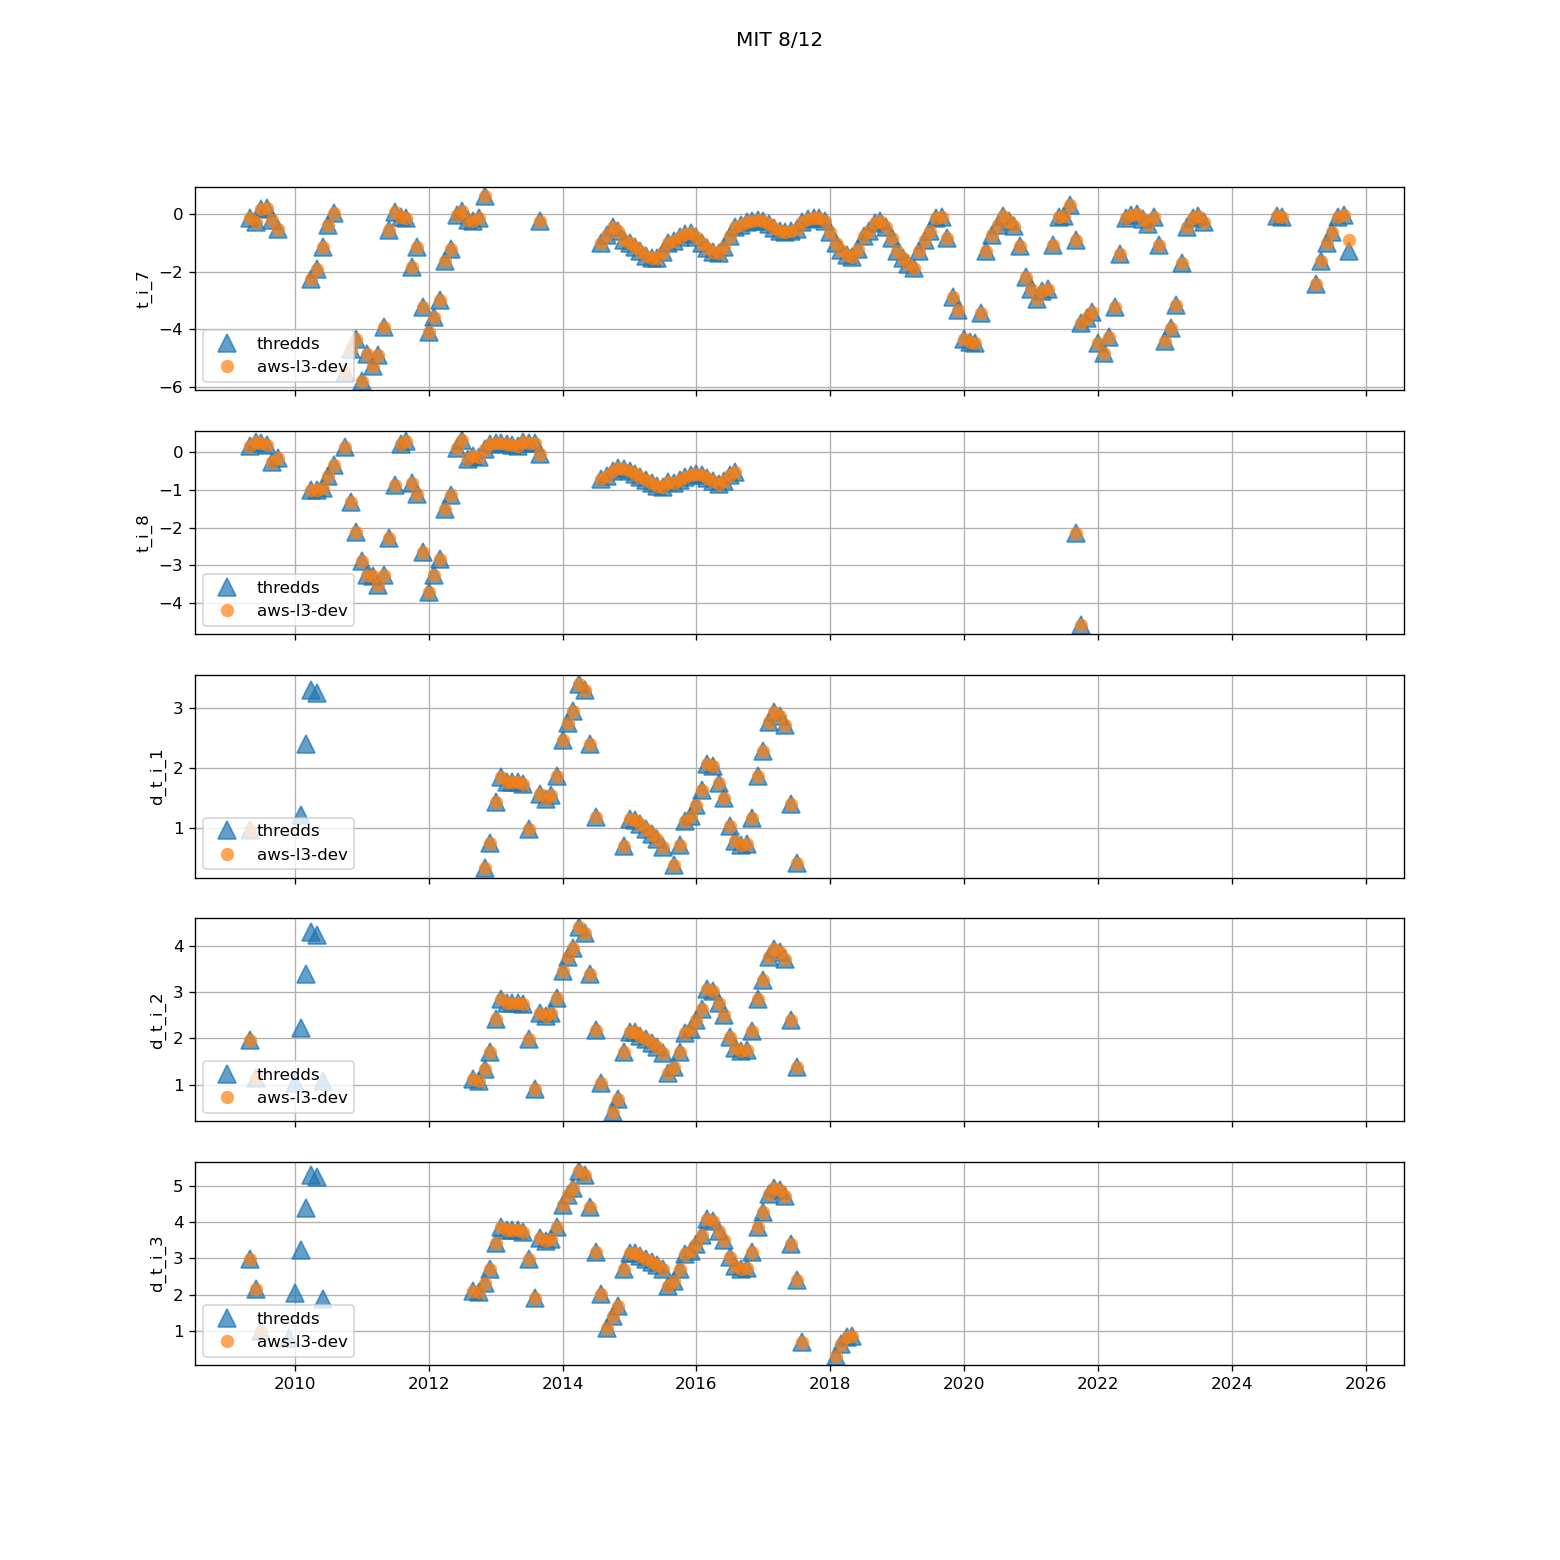 MIT 8/12
0
−2
−4
−6
t_i_7
thredds
aws-l3-dev
0
−1
−2
−3
−4
t_i_8
thredds
aws-l3-dev
3
2
1
d_t_i_1
thredds
aws-l3-dev
4
3
2
1
d_t_i_2
thredds
aws-l3-dev
5
4
3
2
1
d_t_i_3
thredds
aws-l3-dev
2010 2012 2014 2016 2018 2020 2022 2024 2026